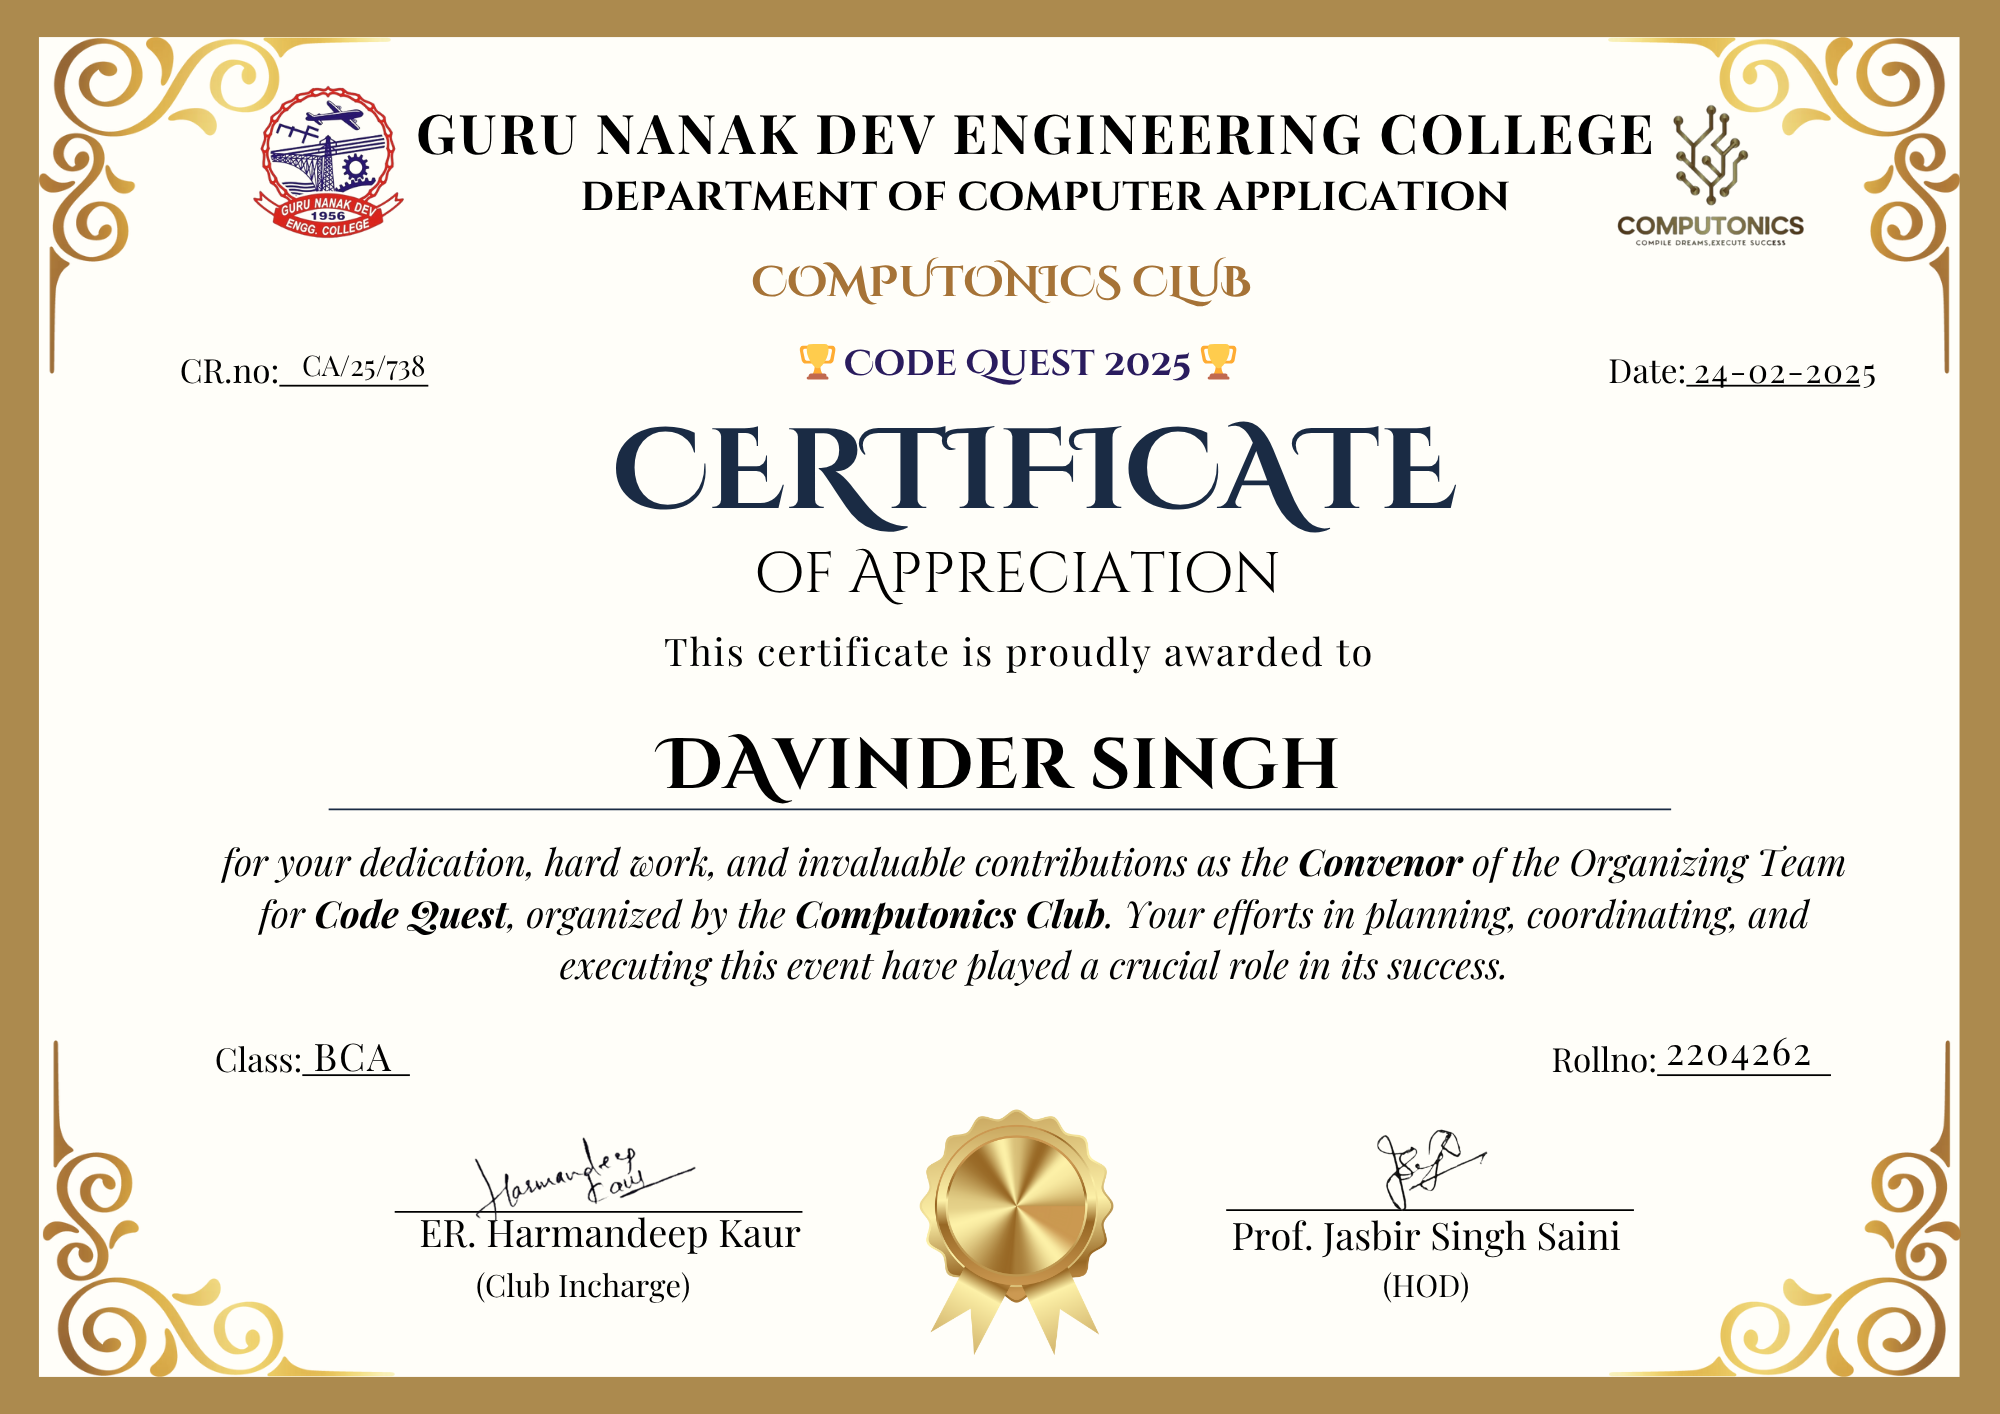 GURU NANAK DEV ENGINEERING COLLEGE
DEPARTMENT OF COMPUTER APPLICATION
GURU NANAK DEV
1956
ENGG. COLLEGE
COMPUTONICS
COMPILE DREAMS,EXECUTE SUCCESS
COMPUTONICS CLUB
CR.no: CA/25/738
🏆 CODE QUEST 2025 🏆
Date: 24-02-2025
CERTIFICATE
OF APPRECIATION
This certificate is proudly awarded to
DAVINDER SINGH
for your dedication, hard work, and invaluable contributions as the Convenor of the Organizing Team
for Code Quest, organized by the Computonics Club. Your efforts in planning, coordinating, and
executing this event have played a crucial role in its success.
Class: BCA
Rollno: 2204262
Harmandeep
Kaur
ER. Harmandeep Kaur
(Club Incharge)
Prof. Jasbir Singh Saini
(HOD)